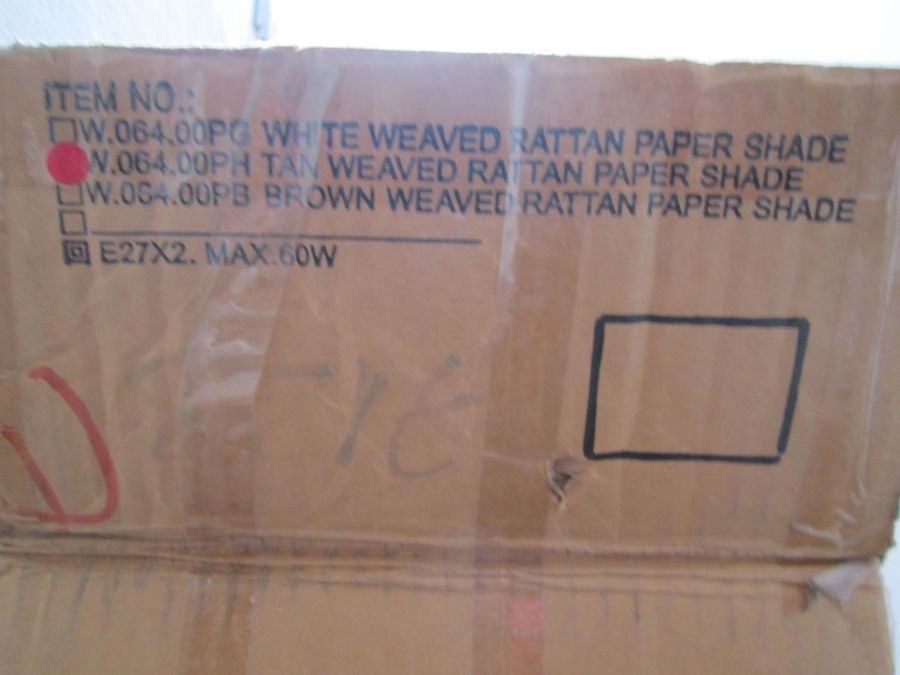 ITEM NO.:
W.064.00PG WHITE WEAVED RATTAN PAPER SHADE
W.064.00PH TAN WEAVED RATTAN PAPER SHADE
W.064.00PB BROWN WEAVED RATTAN PAPER SHADE
E27X2. MAX.60W